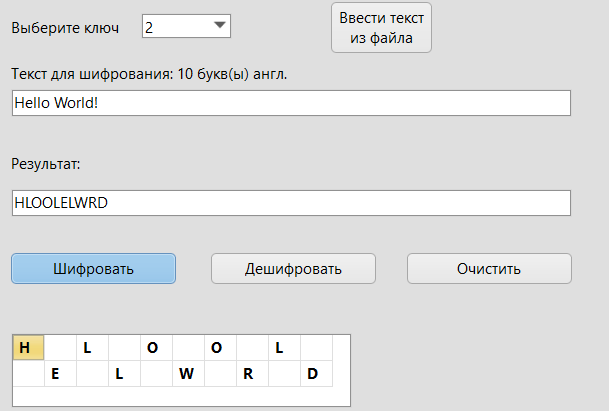 Выберите ключ 2
Ввести текст
из файла
Текст для шифрования: 10 букв(ы) англ.
Hello World!
Результат:
HLOOLELWRD
Шифровать Дешифровать Очистить
H L O O L
E L W R D